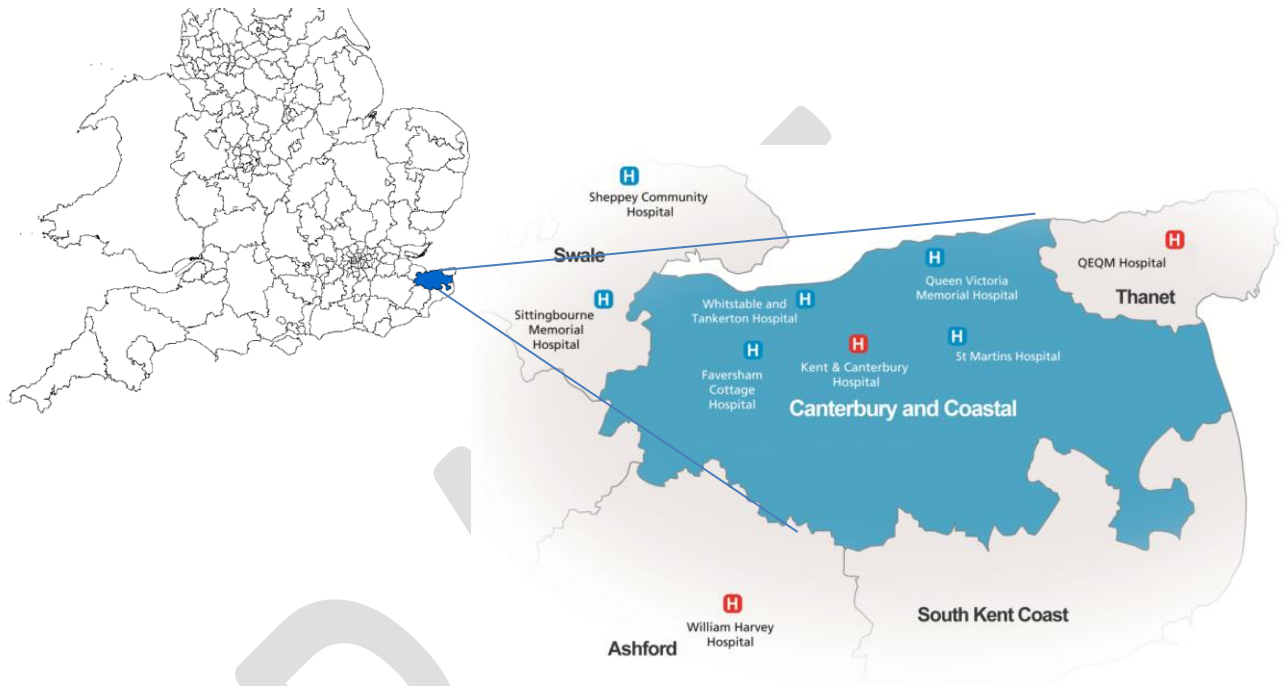 H
Sheppey Community
Hospital
Swale
H
QEQM Hospital
Thanet
H
Queen Victoria
Memorial Hospital
H
Sittingbourne
Memorial
Hospital
Whitstable and
Tankerton Hospital
H
H
Faversham
Cottage
Hospital
H
Kent & Canterbury
Hospital
H
St Martins Hospital
Canterbury and Coastal
H
William Harvey
Hospital
Ashford
South Kent Coast